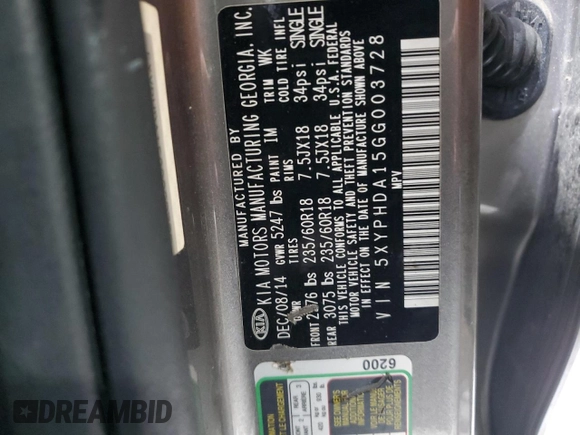 MANUFACTURED BY
KIA MOTORS MANUFACTURING GEORGIA. INC.
KIA
DEC/08/14 GVWR 5247 lbs PAINT IM TRIM WK
TIRES RIMS COLD TIRE INFL
FRONT lbs 235/60R18 7.5JX18 34psi SINGLE
REAR 3075 lbs 235/60R18 7.5JX18 34psi SINGLE
THIS VEHICLE CONFORMS TO ALL APPLICABLE U.S.A. FEDERAL
MOTOR VEHICLE SAFETY AND THEFT PREVENTION STANDARDS
IN EFFECT ON THE DATE OF MANUFACTURE SHOWN ABOVE
VIN 5XYPHDA15GG003728
MPV
6200
DREAMBID